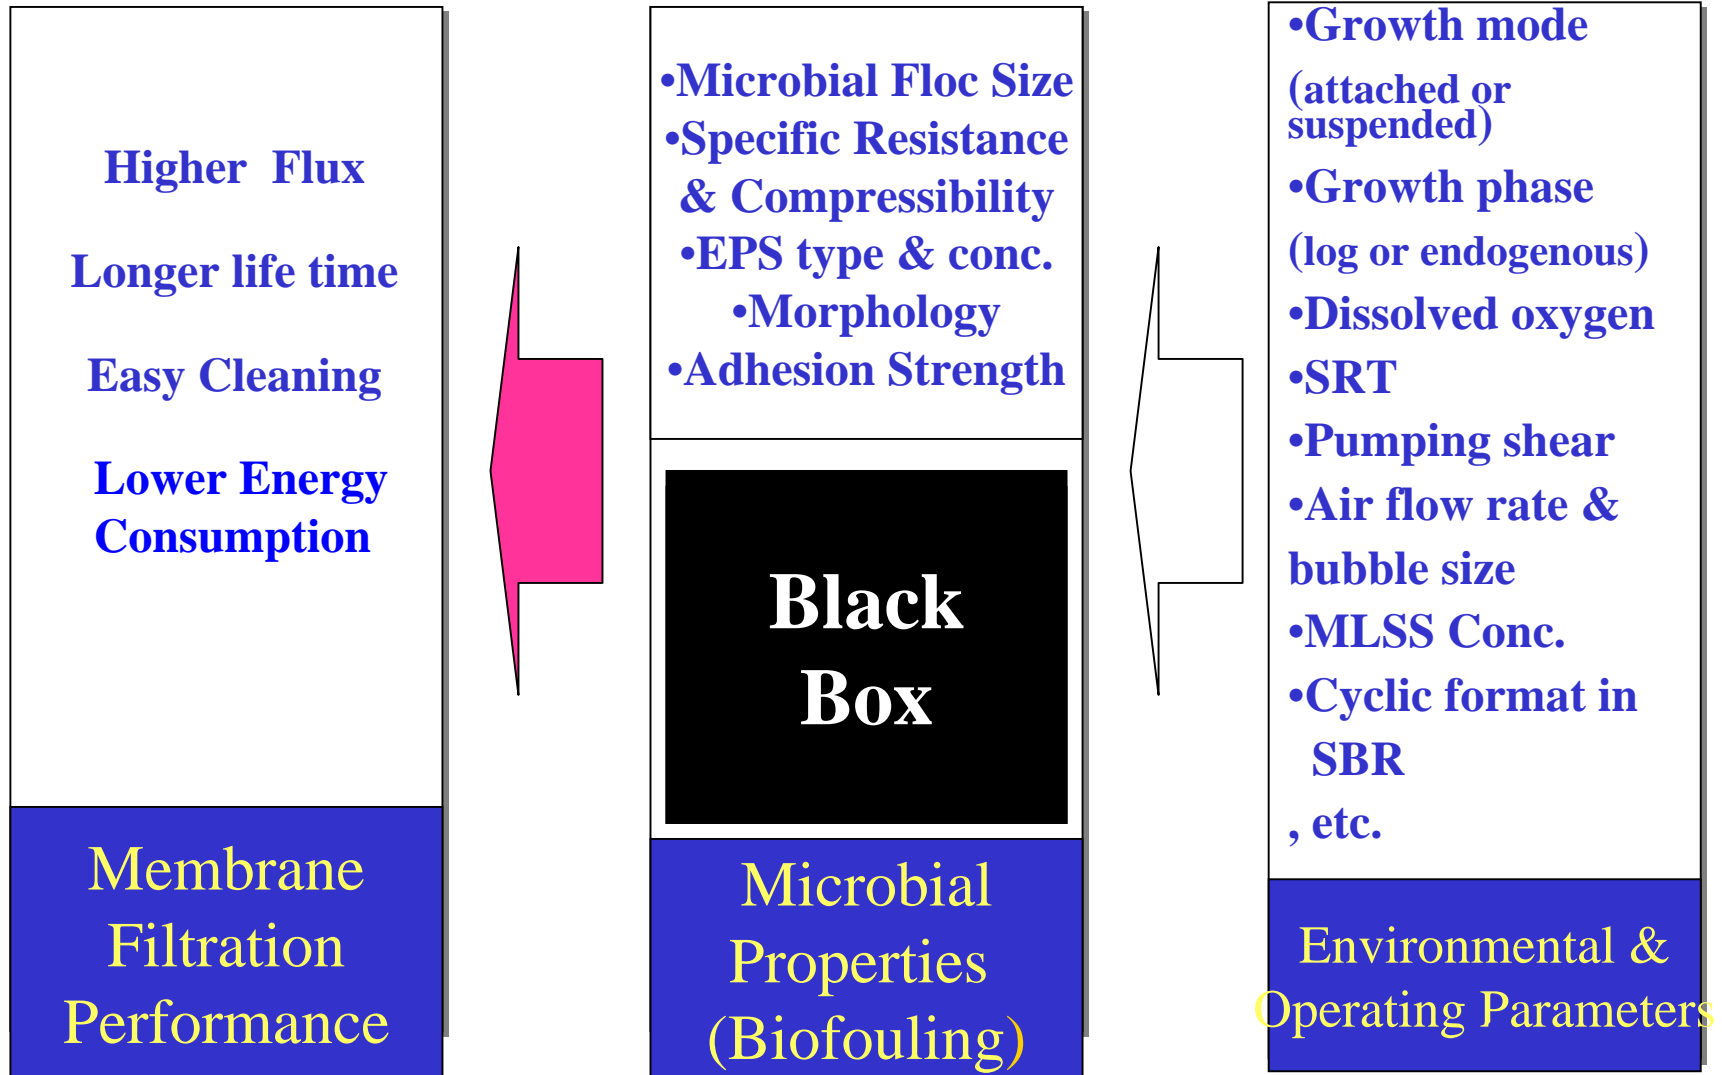 Higher Flux
Longer life time
Easy Cleaning
Lower Energy
Consumption
Membrane
Filtration
Performance
•Microbial Floc Size
•Specific Resistance
& Compressibility
•EPS type & conc.
•Morphology
•Adhesion Strength
Black
Box
Microbial
Properties
(Biofouling)
•Growth mode
(attached or
suspended)
•Growth phase
(log or endogenous)
•Dissolved oxygen
•SRT
•Pumping shear
•Air flow rate &
bubble size
•MLSS Conc.
•Cyclic format in
SBR
, etc.
Environmental &
Operating Parameters